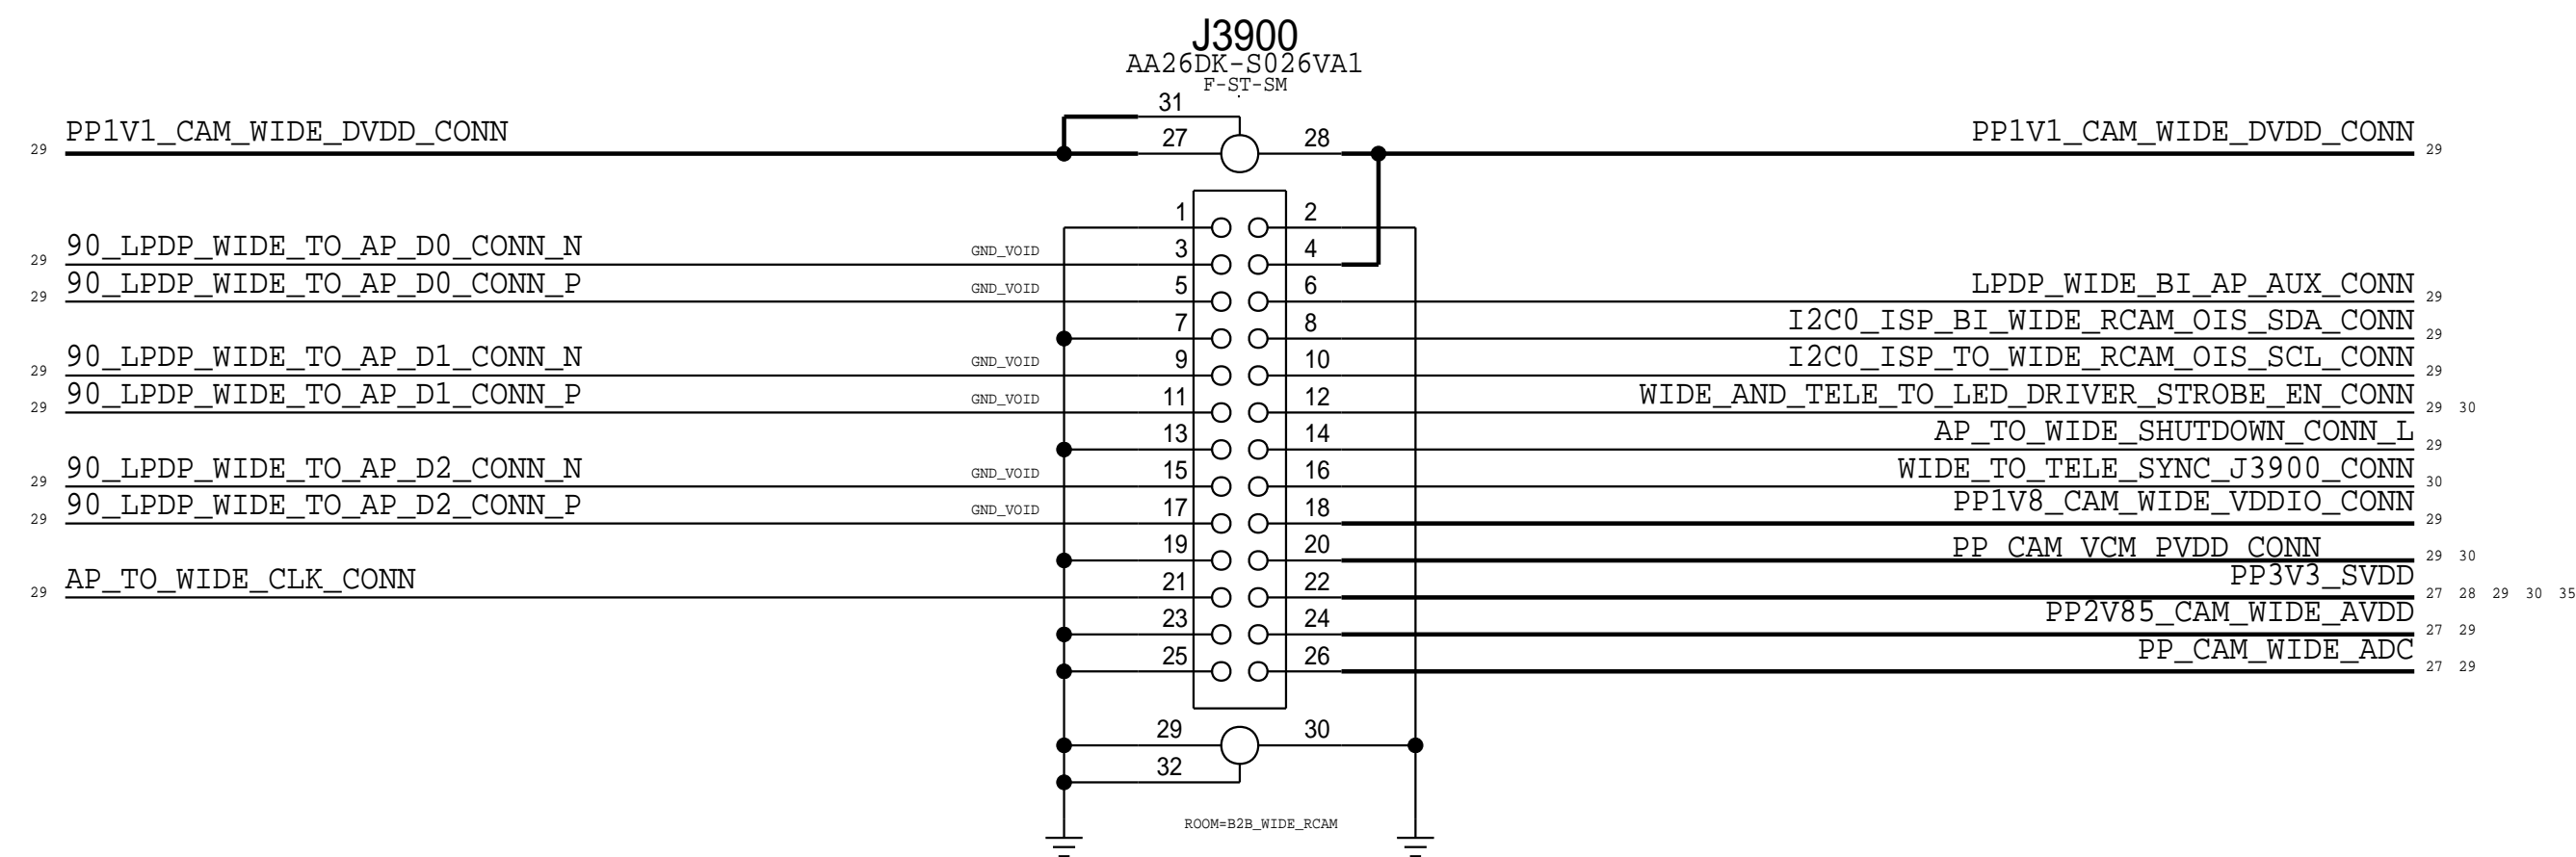 J3900
AA26DK-S026VA1
F-ST-SM
31
29 PP1V1_CAM_WIDE_DVDD_CONN 27 28 PP1V1_CAM_WIDE_DVDD_CONN 29
1 2
29 90_LPDP_WIDE_TO_AP_D0_CONN_N GND_VOID 3 4
29 90_LPDP_WIDE_TO_AP_D0_CONN_P GND_VOID 5 6 LPDP_WIDE_BI_AP_AUX_CONN 29
7 8 I2C0_ISP_BI_WIDE_RCAM_OIS_SDA_CONN 29
29 90_LPDP_WIDE_TO_AP_D1_CONN_N GND_VOID 9 10 I2C0_ISP_TO_WIDE_RCAM_OIS_SCL_CONN 29
29 90_LPDP_WIDE_TO_AP_D1_CONN_P GND_VOID 11 12 WIDE_AND_TELE_TO_LED_DRIVER_STROBE_EN_CONN 29 30
13 14 AP_TO_WIDE_SHUTDOWN_CONN_L 29
29 90_LPDP_WIDE_TO_AP_D2_CONN_N GND_VOID 15 16 WIDE_TO_TELE_SYNC_J3900_CONN 30
29 90_LPDP_WIDE_TO_AP_D2_CONN_P GND_VOID 17 18 PP1V8_CAM_WIDE_VDDIO_CONN 29
19 20 PP_CAM_VCM_PVDD_CONN 29 30
29 AP_TO_WIDE_CLK_CONN 21 22 PP3V3_SVDD 27 28 29 30 35
23 24 PP2V85_CAM_WIDE_AVDD 27 29
25 26 PP_CAM_WIDE_ADC 27 29
29 30
32
ROOM=B2B_WIDE_RCAM